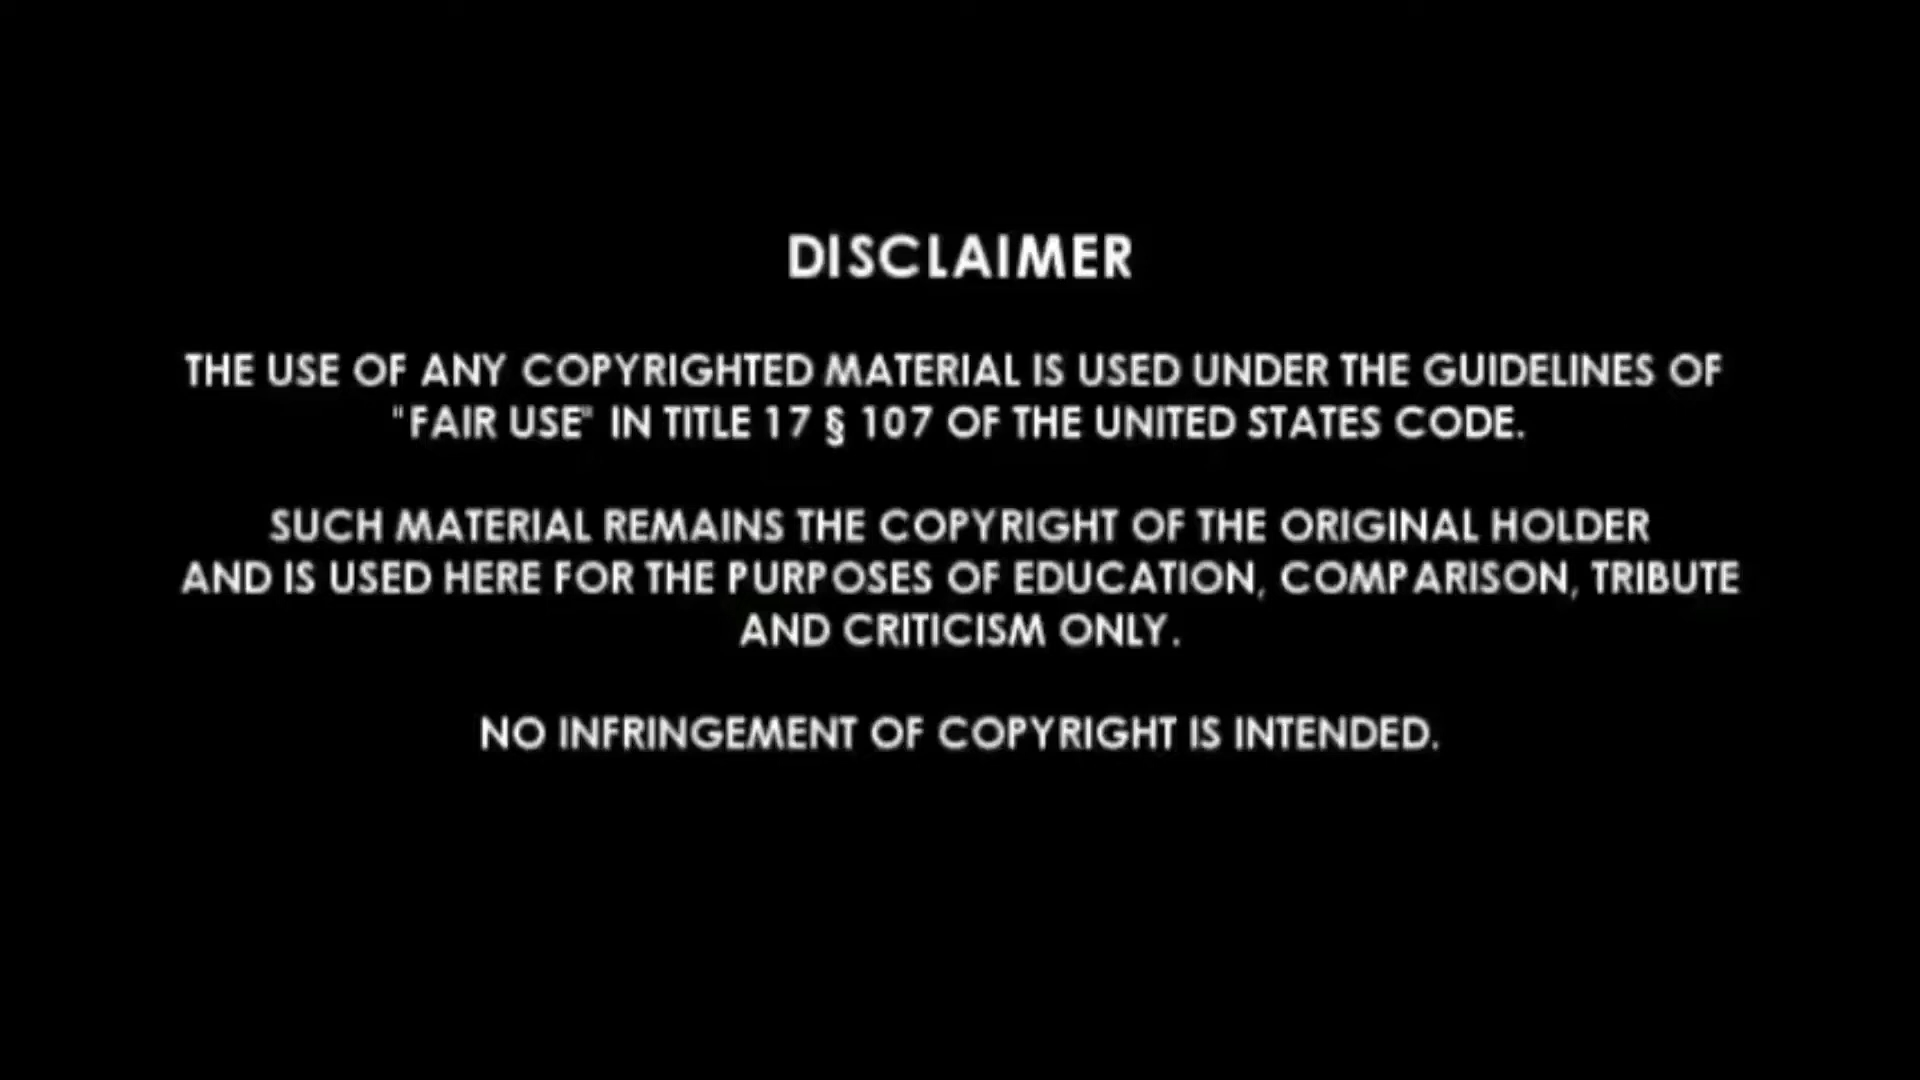 DISCLAIMER
THE USE OF ANY COPYRIGHTED MATERIAL IS USED UNDER THE GUIDELINES OF
"FAIR USE" IN TITLE 17 § 107 OF THE UNITED STATES CODE.
SUCH MATERIAL REMAINS THE COPYRIGHT OF THE ORIGINAL HOLDER
AND IS USED HERE FOR THE PURPOSES OF EDUCATION, COMPARISON, TRIBUTE
AND CRITICISM ONLY.
NO INFRINGEMENT OF COPYRIGHT IS INTENDED.